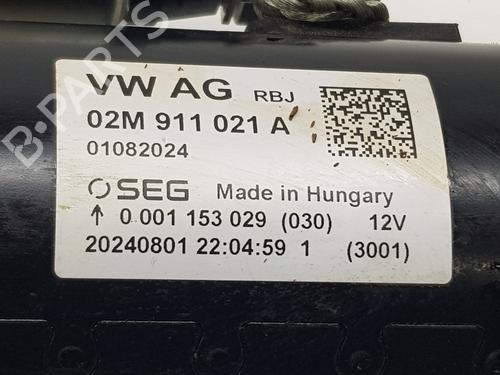 VW AG RBJ
02M 911 021 A
01082024
SEG Made in Hungary
↑ 0 001 153 029 (030) 12V
20240801 22:04:59 1 (3001)
B-Parts